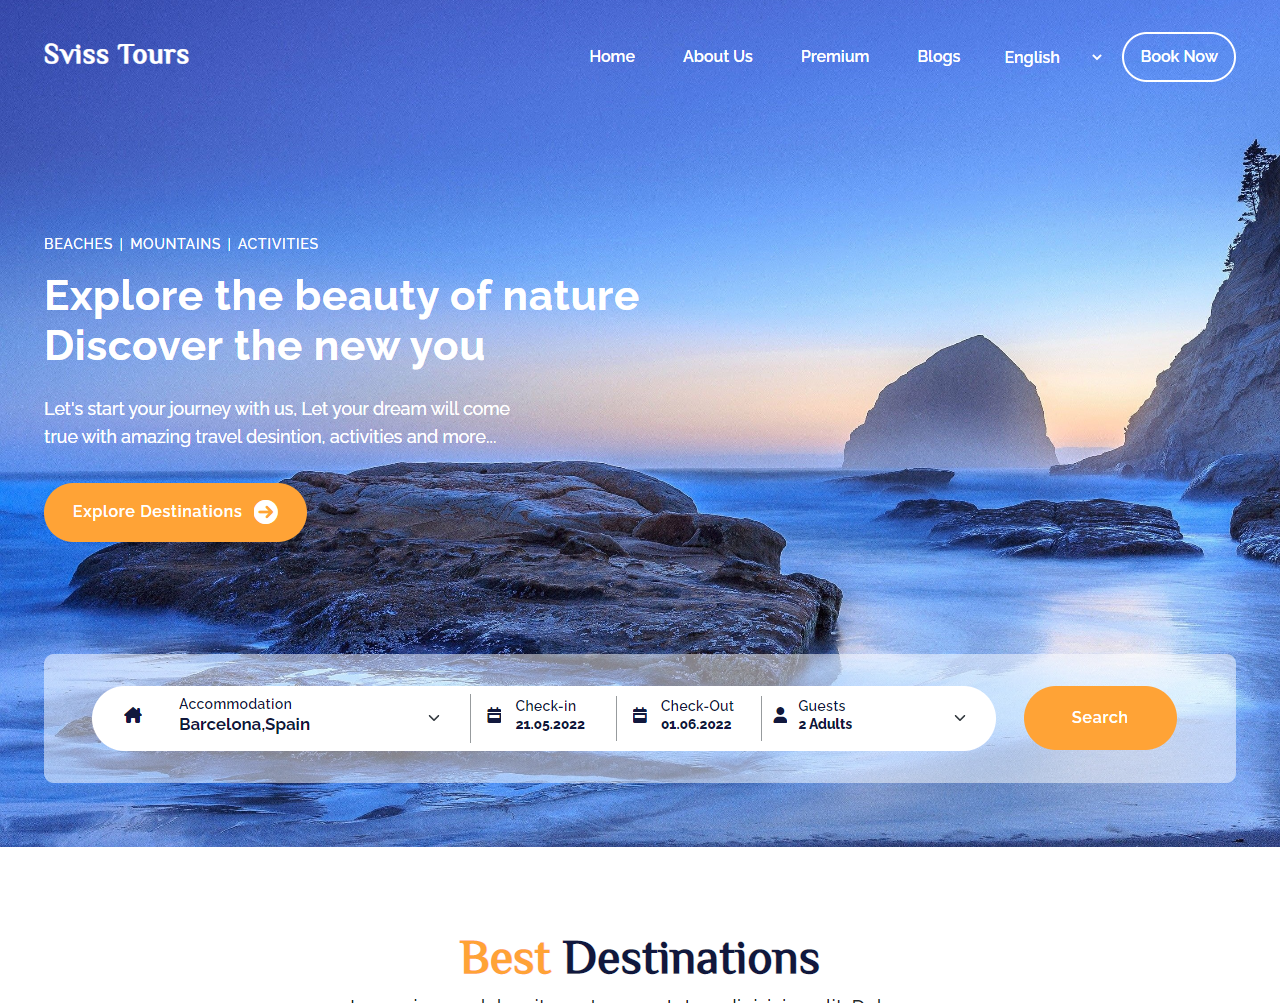 Sviss Tours
Home About Us Premium Blogs English Book Now
BEACHES | MOUNTAINS | ACTIVITIES
Explore the beauty of nature
Discover the new you
Let's start your journey with us, Let your dream will come
true with amazing travel desintion, activities and more...
Explore Destinations
Accommodation
Barcelona,Spain
Check-in
21.05.2022
Check-Out
01.06.2022
Guests
2 Adults
Search
Best Destinations